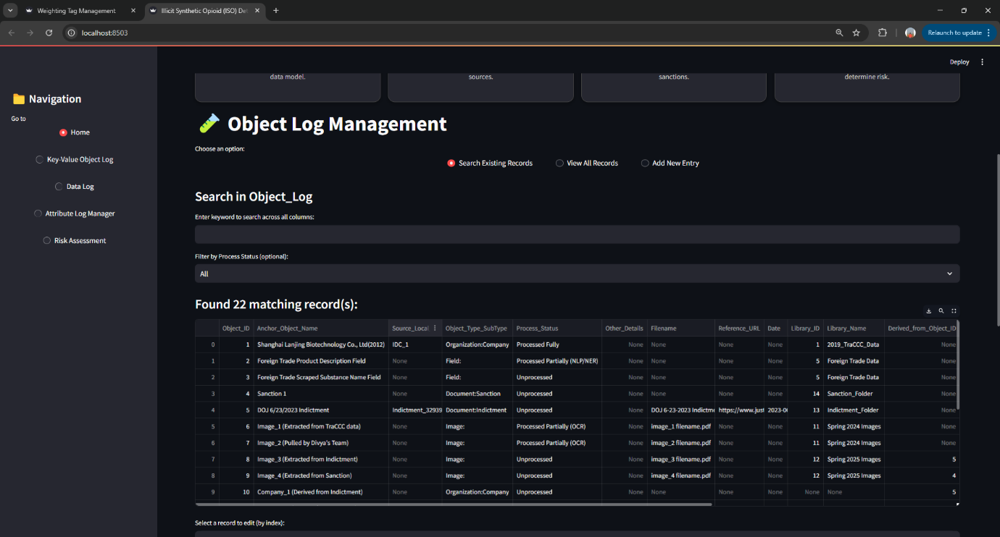 Weighting Tag Management
Illicit Synthetic Opioid (ISO) De
localhost:8503
Relaunch to update
Deploy
Navigation
Go to
Home
Key-Value Object Log
Data Log
Attribute Log Manager
Risk Assessment
data model.
sources.
sanctions.
determine risk.
Object Log Management
Choose an option:
Search Existing Records
View All Records
Add New Entry
Search in Object_Log
Enter keyword to search across all columns:
Filter by Process Status (optional):
All
Found 22 matching record(s):
Object_ID Anchor_Object_Name Source_Local Object_Type_SubType Process_Status Other_Details Filename Reference_URL Date Library_ID Library_Name Derived_from_Object_ID
0 1 Shanghai Lanjing Biotechnology Co., Ltd(2012) IDC_1 Organization:Company Processed Fully None None None None 1 2019_TraCCC_Data None
1 2 Foreign Trade Product Description Field None Field: Processed Partially (NLP/NER) None None None None 5 Foreign Trade Data None
2 3 Foreign Trade Scraped Substance Name Field None Field: Unprocessed None None None None 5 Foreign Trade Data None
3 4 Sanction 1 None Document:Sanction Unprocessed None None None None 14 Sanction_Folder None
4 5 DOJ 6/23/2023 Indictment Indictment_32939 Document:Indictment Unprocessed None DOJ 6-23-2023 Indictme https://www.just 2023-06 13 Indictment_Folder None
5 6 Image_1 (Extracted from TraCCC data) None Image: Processed Partially (OCR) None image_1 filename.pdf None None 11 Spring 2024 Images None
6 7 Image_2 (Pulled by Divya's Team) None Image: Processed Partially (OCR) None image_2 filename.pdf None None 11 Spring 2024 Images None
7 8 Image_3 (Extracted from Indictment) None Image: Unprocessed None image_3 filename.pdf None None 12 Spring 2025 Images 5
8 9 Image_4 (Extracted from Sanction) None Image: Unprocessed None image_4 filename.pdf None None 12 Spring 2025 Images 4
9 10 Company_1 (Derived from Indictment) None Organization:Company Unprocessed None None None None None None 5
Select a record to edit (by index):